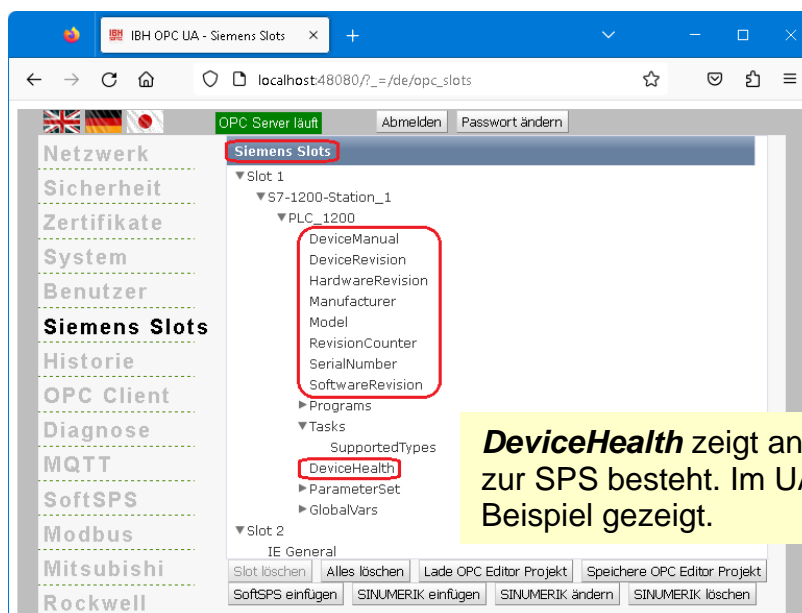 IBH OPC UA - Siemens Slots
localhost:48080/?_=/de/opc_slots
OPC Server läuft Abmelden Passwort ändern
Netzwerk
Sicherheit
Zertifikate
System
Benutzer
Siemens Slots
Historie
OPC Client
Diagnose
MQTT
SoftSPS
Modbus
Mitsubishi
Rockwell
Siemens Slots
Slot 1
S7-1200-Station_1
PLC_1200
DeviceManual
DeviceRevision
HardwareRevision
Manufacturer
Model
RevisionCounter
SerialNumber
SoftwareRevision
Programs
Tasks
SupportedTypes
DeviceHealth
ParameterSet
GlobalVars
Slot 2
IE General
Slot löschen Alles löschen Lade OPC Editor Projekt Speichere OPC Editor Projekt
SoftSPS einfügen SINUMERIK einfügen SINUMERIK ändern SINUMERIK löschen
DeviceHealth zeigt an
zur SPS besteht. Im UA
Beispiel gezeigt.